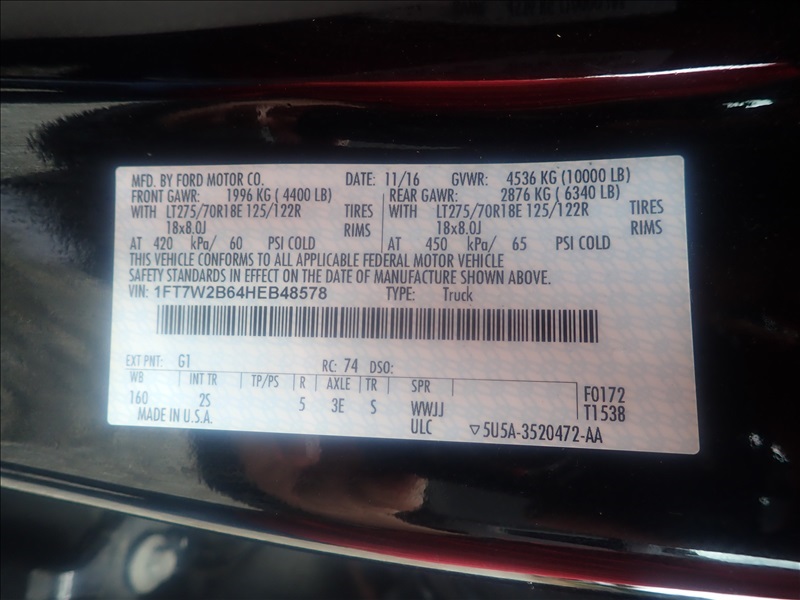 MFD. BY FORD MOTOR CO. DATE: 11/16 GVWR: 4536 KG (10000 LB)
FRONT GAWR: 1996 KG ( 4400 LB) REAR GAWR: 2876 KG ( 6340 LB)
WITH LT275/70R18E 125/122R TIRES WITH LT275/70R18E 125/122R TIRES
18x8.0J RIMS 18x8.0J RIMS
AT 420 kPa/ 60 PSI COLD AT 450 kPa/ 65 PSI COLD
THIS VEHICLE CONFORMS TO ALL APPLICABLE FEDERAL MOTOR VEHICLE
SAFETY STANDARDS IN EFFECT ON THE DATE OF MANUFACTURE SHOWN ABOVE.
VIN: 1FT7W2B64HEB48578 TYPE: Truck
EXT PNT: G1 RC: 74 DSO:
WB INT TR TP/PS R AXLE TR SPR
160 2S 5 3E S WWJJ F0172
MADE IN U.S.A. ULC ▽5U5A-3520472-AA T1538